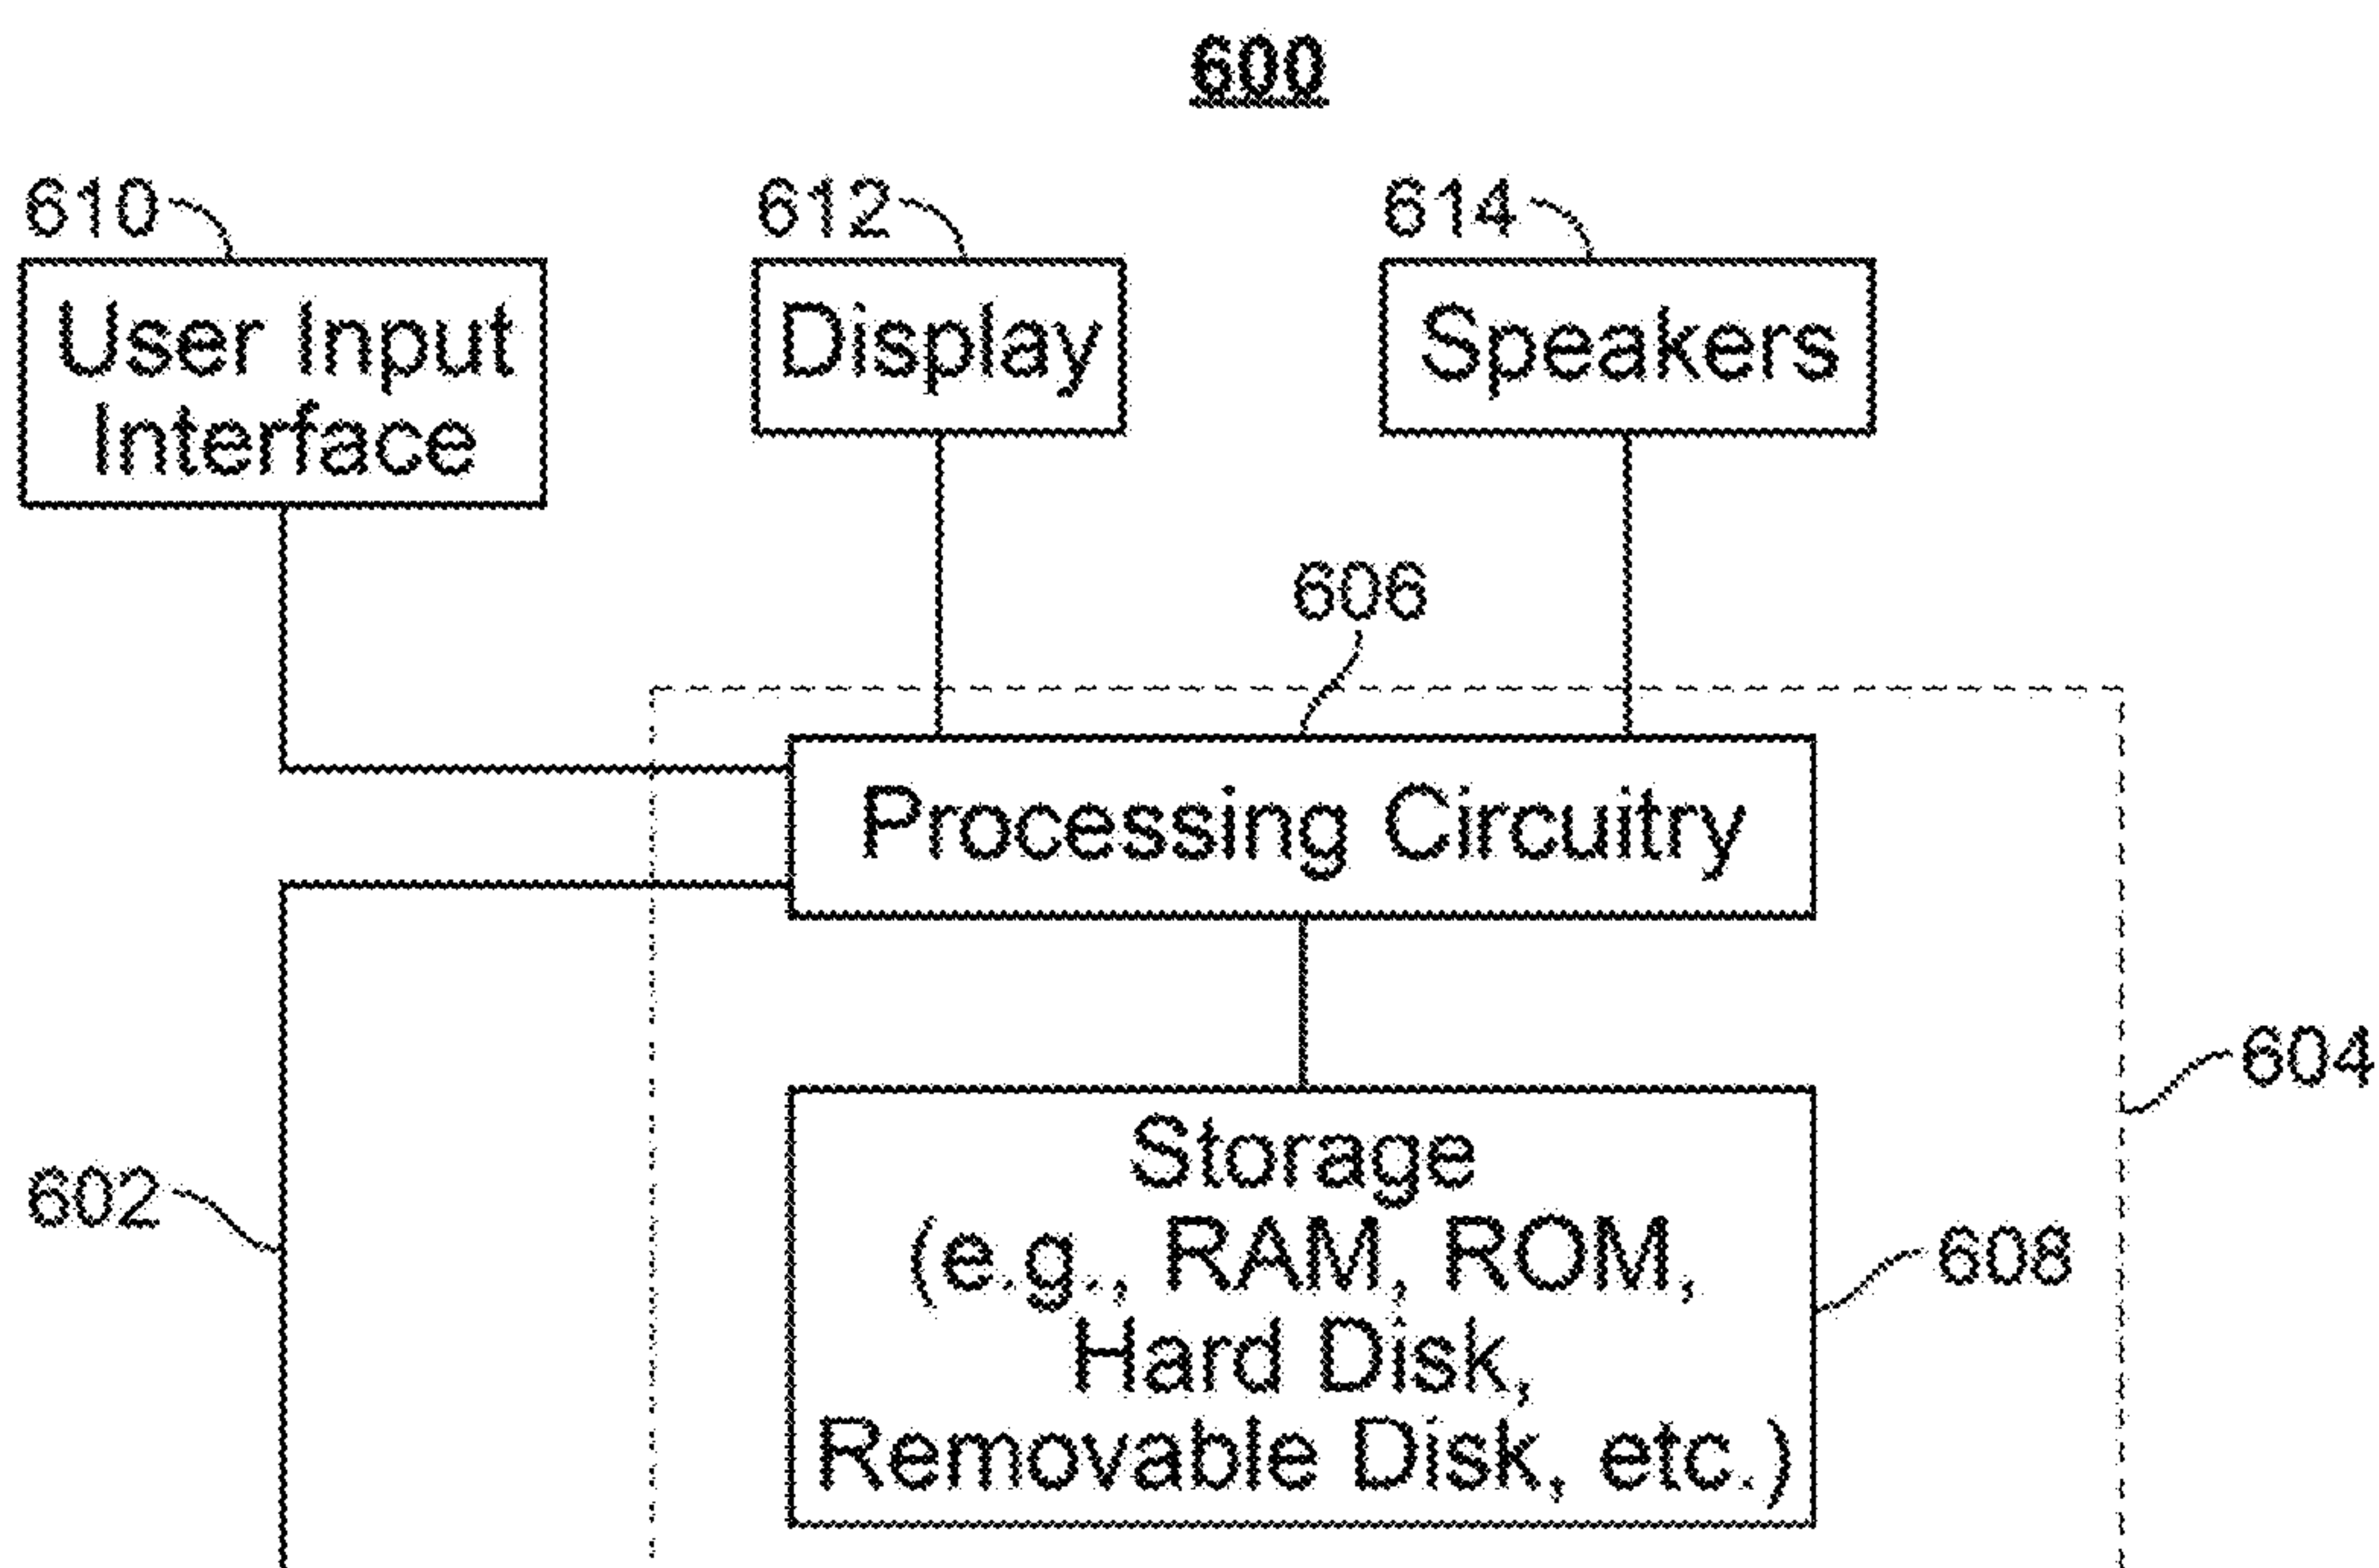 600
610
612
614
User Input
Interface
Display
Speakers
606
Processing Circuitry
604
602
Storage
(e.g., RAM, ROM,
Hard Disk,
Removable Disk, etc.)
608